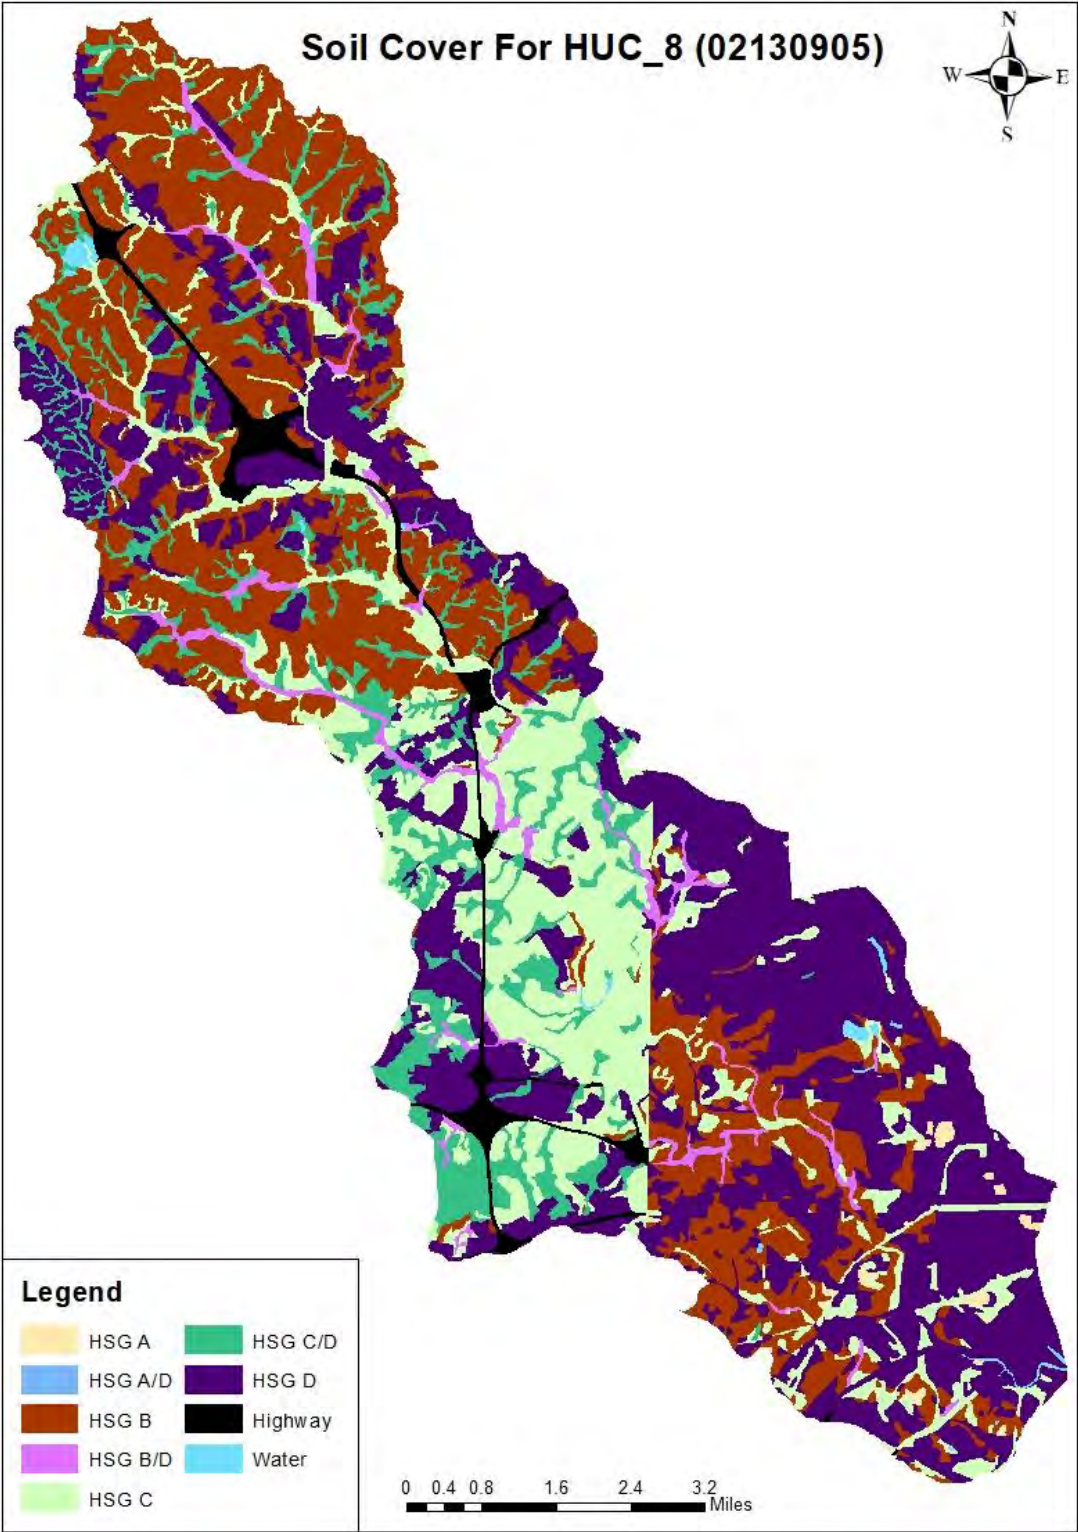 Soil Cover For HUC_8 (02130905)
N
W E
S
Legend
HSG A
HSG A/D
HSG B
HSG B/D
HSG C
HSG C/D
HSG D
Highway
Water
0 0.4 0.8 1.6 2.4 3.2
Miles